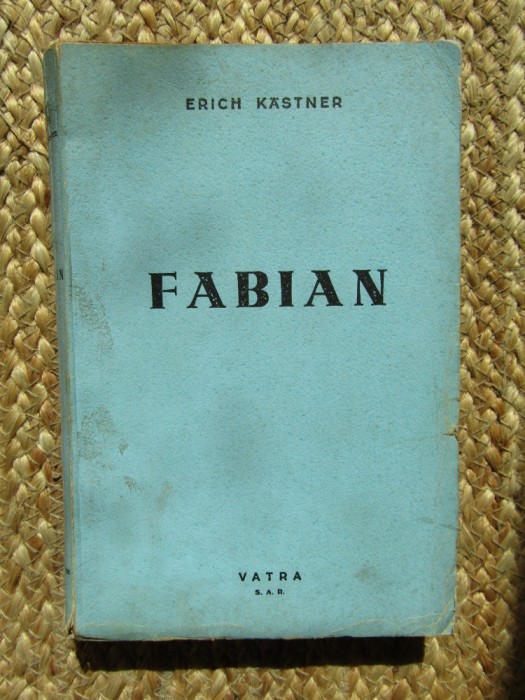 ERICH KÄSTNER
FABIAN
VATRA
S. A. R.